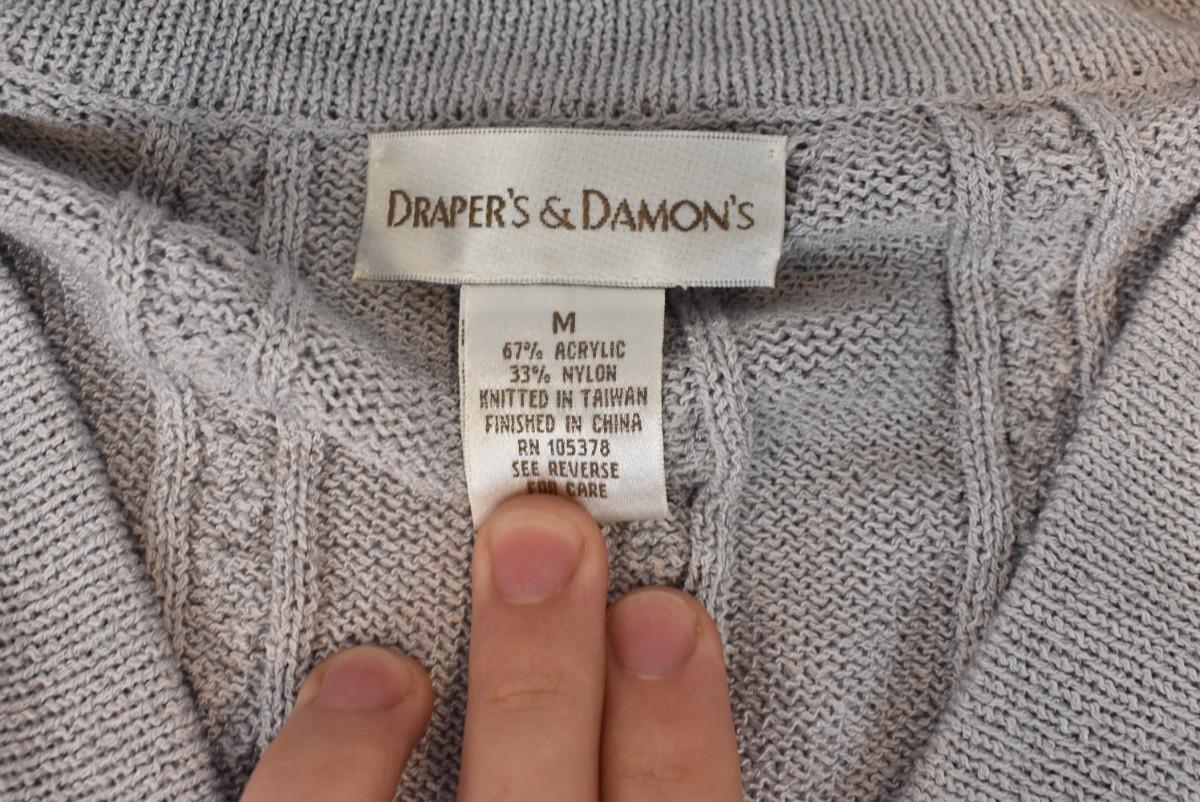 DRAPER'S & DAMON'S
M
67% ACRYLIC
33% NYLON
KNITTED IN TAIWAN
FINISHED IN CHINA
RN 105378
SEE REVERSE
FOR CARE